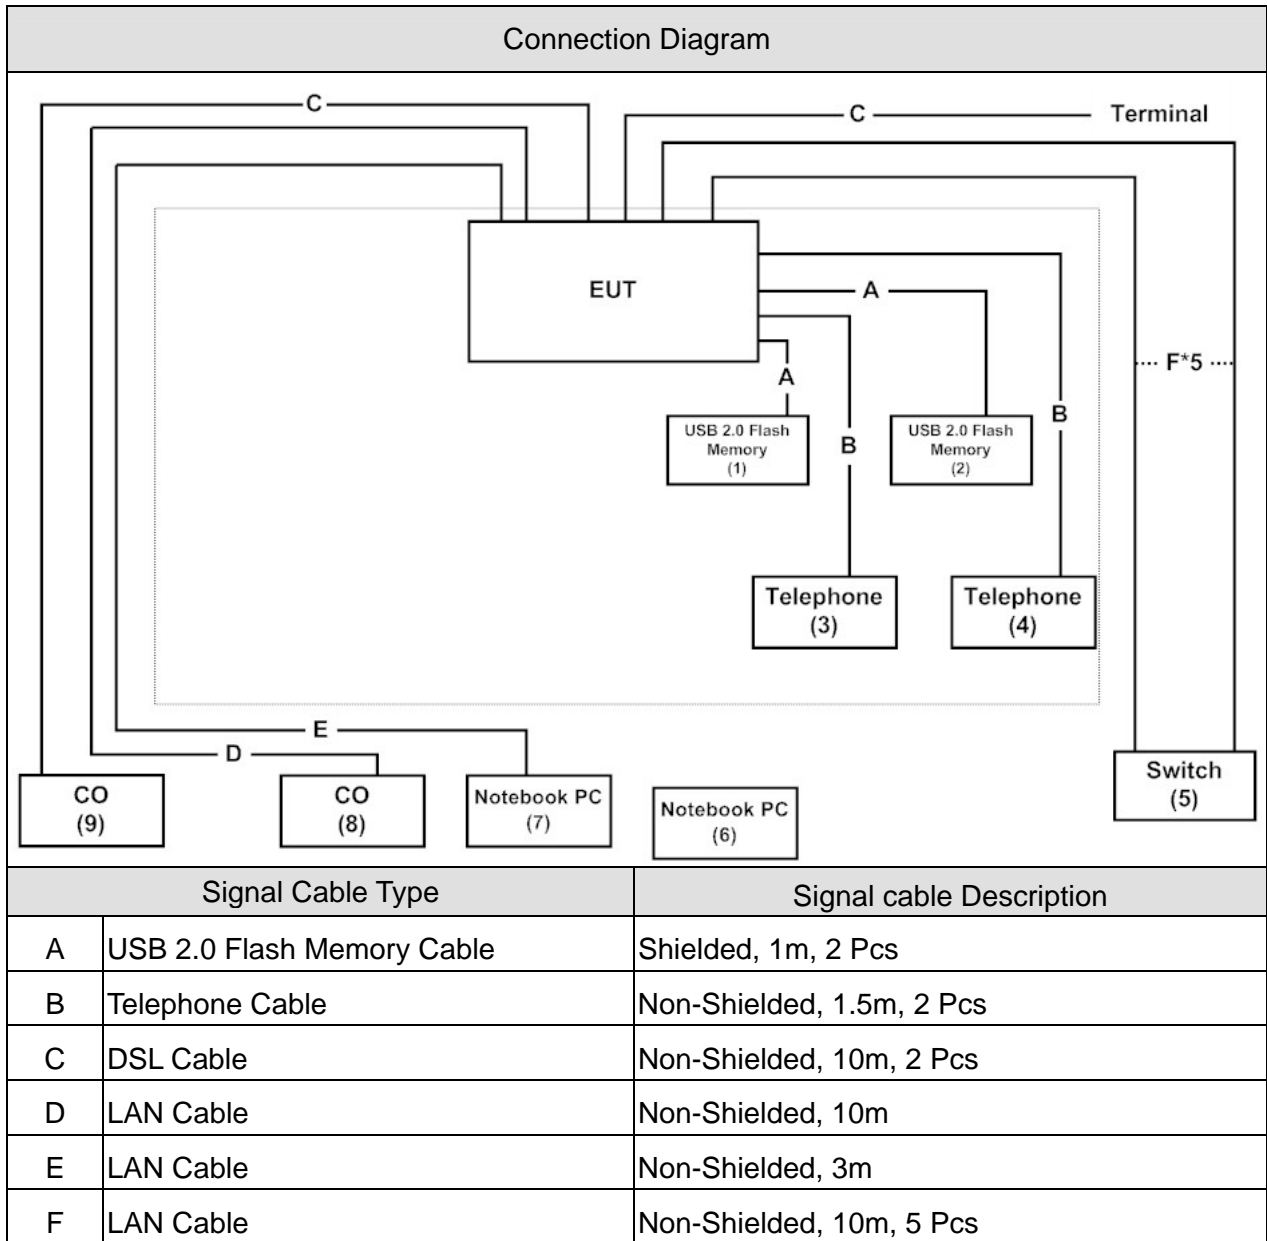 Connection Diagram
C
C
Terminal
EUT
A
F*5
A
B
USB 2.0 Flash
Memory
(1)
B
USB 2.0 Flash
Memory
(2)
Telephone
(3)
Telephone
(4)
E
D
CO
(9)
CO
(8)
Notebook PC
(7)
Notebook PC
(6)
Switch
(5)
Signal Cable Type Signal cable Description
A USB 2.0 Flash Memory Cable Shielded, 1m, 2 Pcs
B Telephone Cable Non-Shielded, 1.5m, 2 Pcs
C DSL Cable Non-Shielded, 10m, 2 Pcs
D LAN Cable Non-Shielded, 10m
E LAN Cable Non-Shielded, 3m
F LAN Cable Non-Shielded, 10m, 5 Pcs